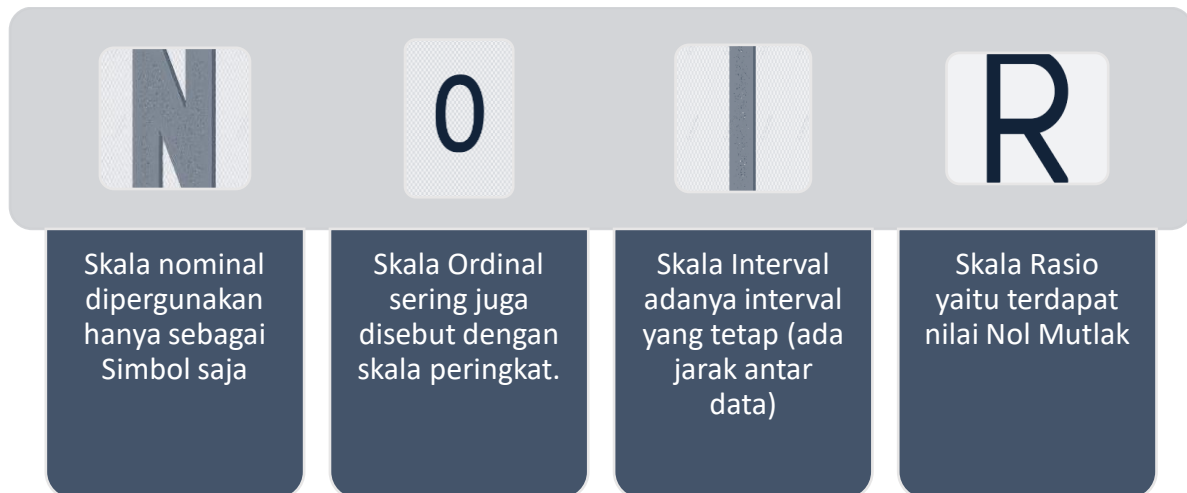 N
O
I
R
Skala nominal
dipergunakan
hanya sebagai
Simbol saja
Skala Ordinal
sering juga
disebut dengan
skala peringkat.
Skala Interval
adanya interval
yang tetap (ada
jarak antar
data)
Skala Rasio
yaitu terdapat
nilai Nol Mutlak